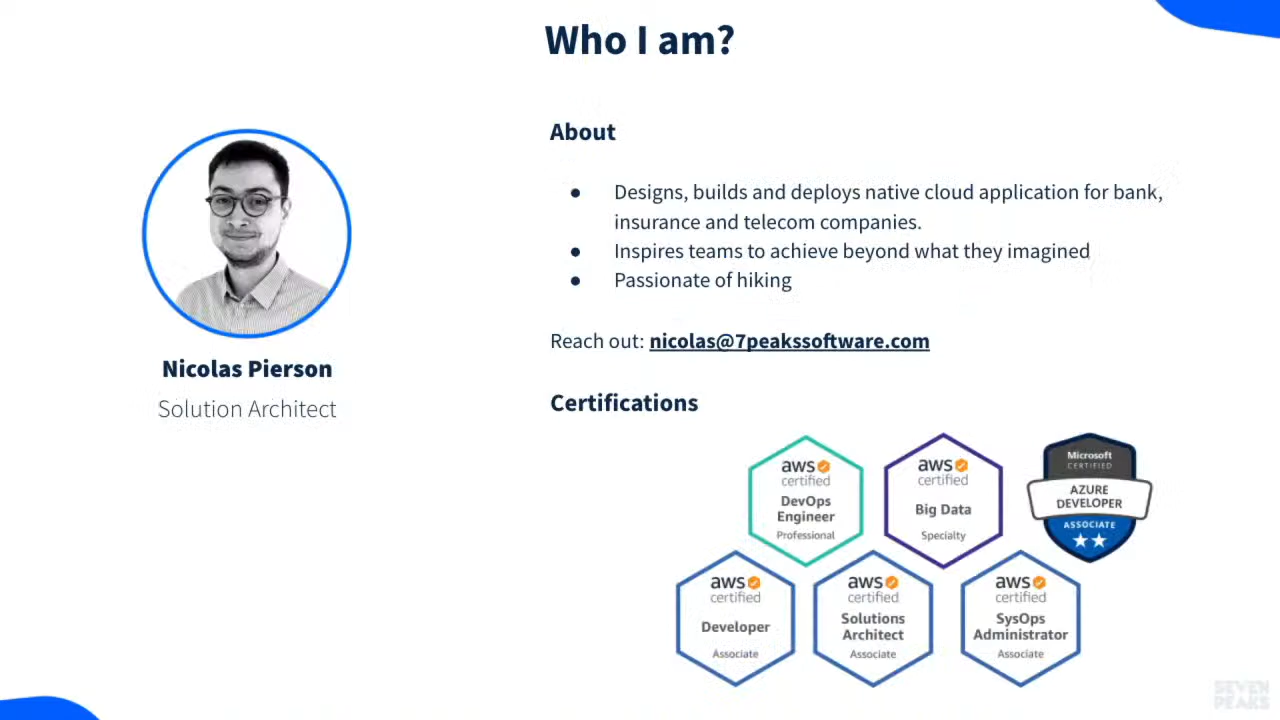 Who I am?
About
● Designs, builds and deploys native cloud application for bank,
insurance and telecom companies.
● Inspires teams to achieve beyond what they imagined
● Passionate of hiking
Reach out: nicolas@7peakssoftware.com
Nicolas Pierson
Solution Architect
Certifications
aws
certified
DevOps
Engineer
Professional
aws
certified
Big Data
Specialty
Microsoft
CERTIFIED
AZURE
DEVELOPER
ASSOCIATE
aws
certified
Developer
Associate
aws
certified
Solutions
Architect
Associate
aws
certified
SysOps
Administrator
Associate
SEVEN
PEAKS